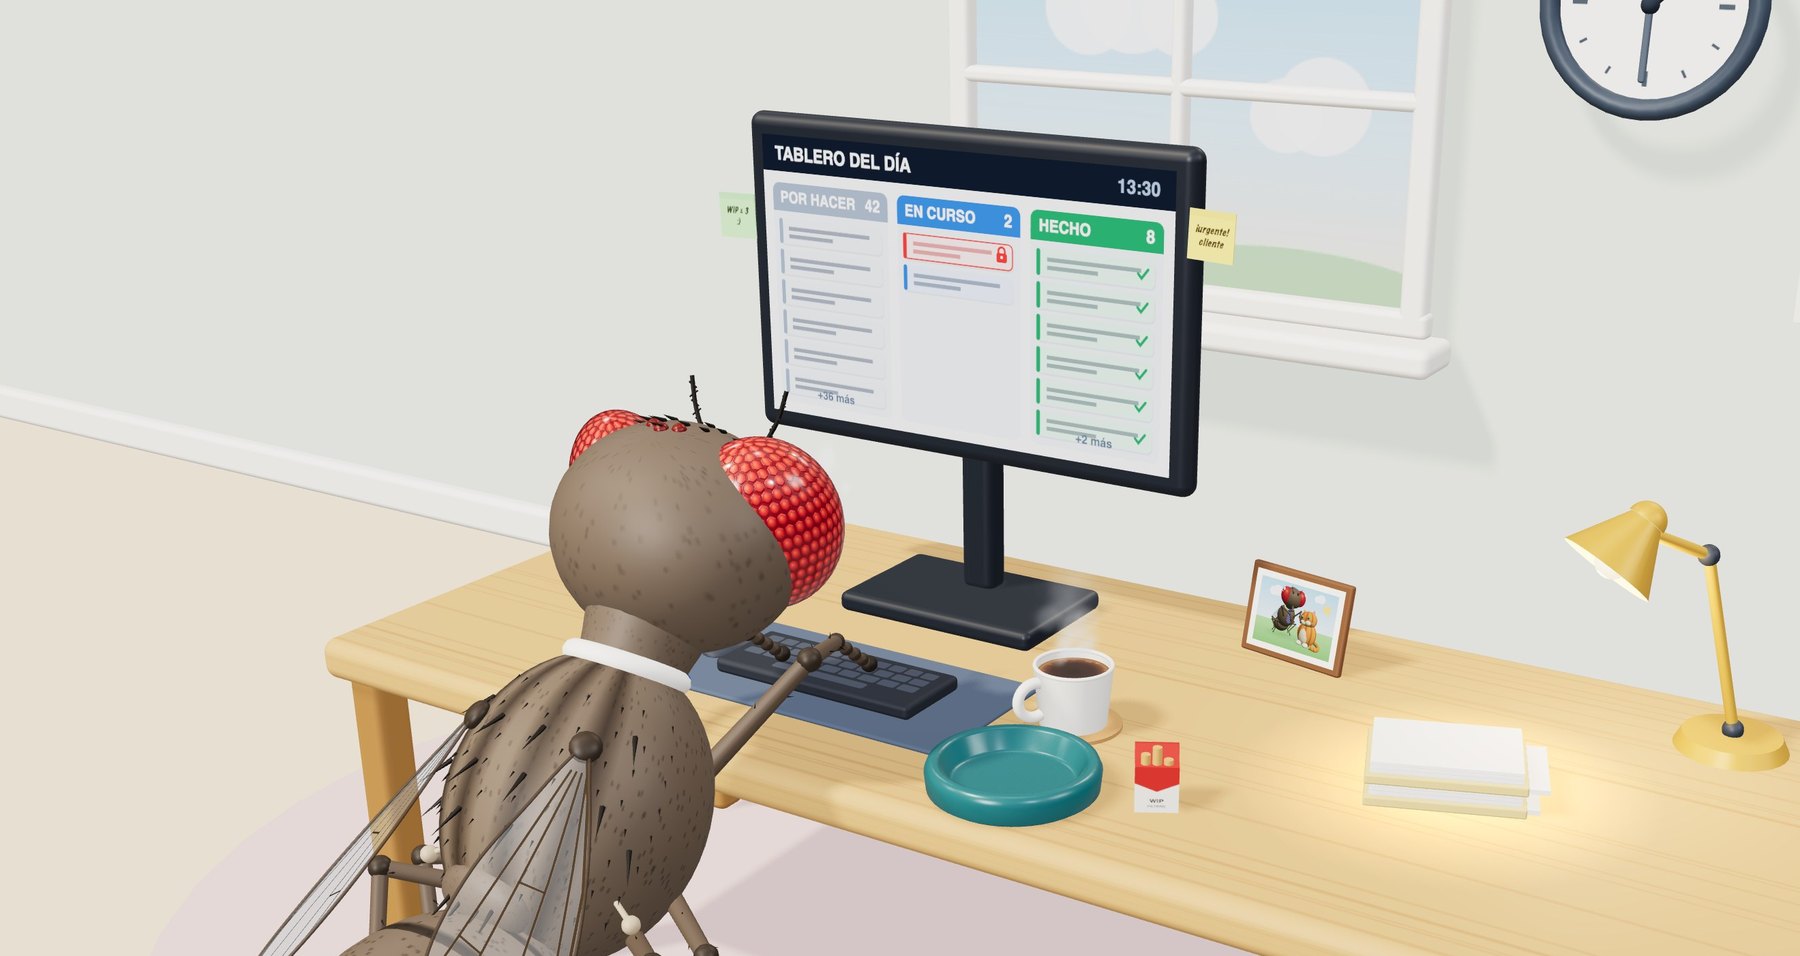 TABLERO DEL DÍA
13:30
POR HACER 42
EN CURSO 2
HECHO 8
+36 más
+2 más
WIP ≤ 3
:)
¡urgente!
cliente
WIP